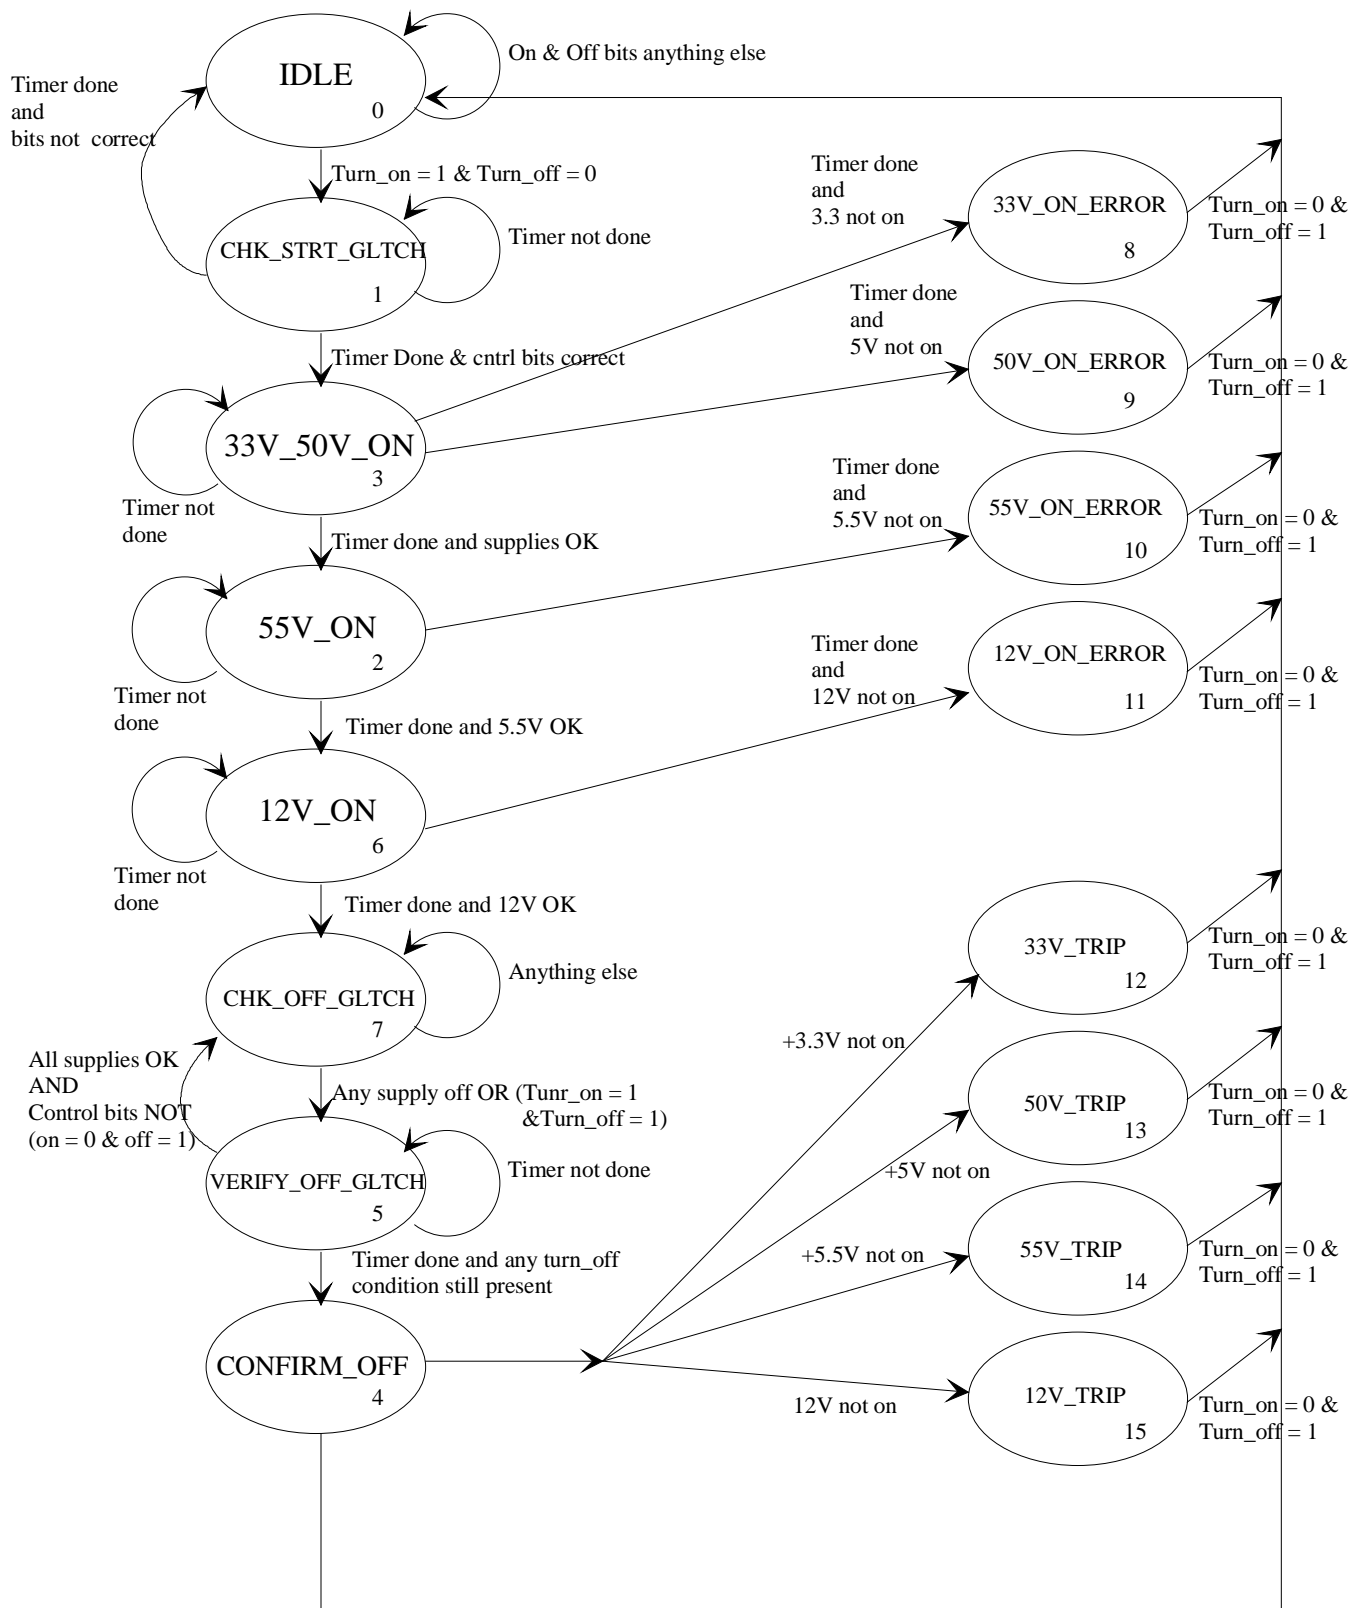 On & Off bits anything else
IDLE
0
Timer done
and
bits not correct
Turn_on = 1 & Turn_off = 0
CHK_STRT_GLTCH
1
Timer not done
Timer done
and
3.3 not on
33V_ON_ERROR
8
Turn_on = 0 &
Turn_off = 1
Timer Done & cntrl bits correct
Timer done
and
5V not on
50V_ON_ERROR
9
Turn_on = 0 &
Turn_off = 1
33V_50V_ON
3
Timer not
done
Timer done and supplies OK
Timer done
and
5.5V not on
55V_ON_ERROR
10
Turn_on = 0 &
Turn_off = 1
55V_ON
2
Timer not
done
Timer done and 5.5V OK
Timer done
and
12V not on
12V_ON_ERROR
11
Turn_on = 0 &
Turn_off = 1
12V_ON
6
Timer not
done
Timer done and 12V OK
CHK_OFF_GLTCH
7
Anything else
33V_TRIP
12
Turn_on = 0 &
Turn_off = 1
+3.3V not on
All supplies OK
AND
Control bits NOT
(on = 0 & off = 1)
Any supply off OR (Tunr_on = 1
&Turn_off = 1)
50V_TRIP
13
Turn_on = 0 &
Turn_off = 1
+5V not on
VERIFY_OFF_GLTCH
5
Timer not done
Timer done and any turn_off
condition still present
+5.5V not on
55V_TRIP
14
Turn_on = 0 &
Turn_off = 1
CONFIRM_OFF
4
12V not on
12V_TRIP
15
Turn_on = 0 &
Turn_off = 1